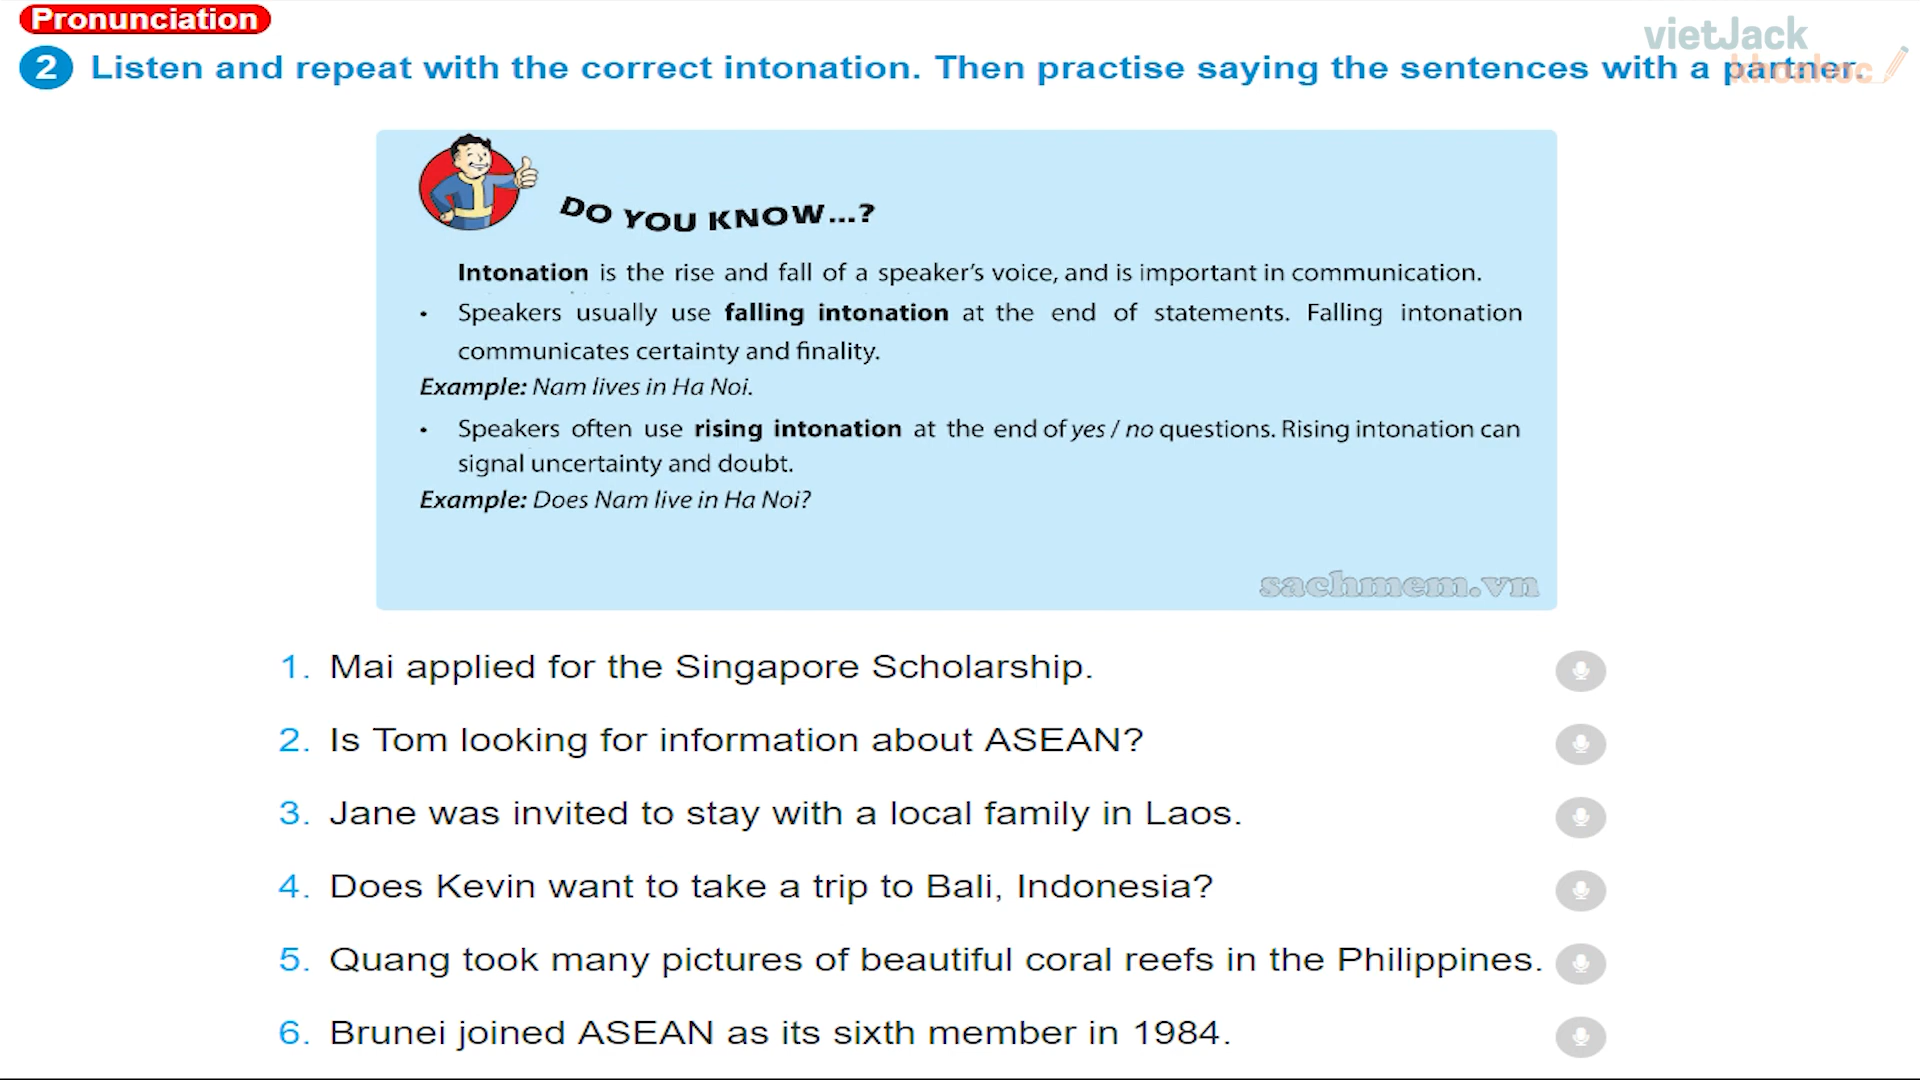 Pronunciation
vietJack
2 Listen and repeat with the correct intonation. Then practise saying the sentences with a partner.
khoahoc
DO YOU KNOW...?
Intonation is the rise and fall of a speaker's voice, and is important in communication.
• Speakers usually use falling intonation at the end of statements. Falling intonation
communicates certainty and finality.
Example: Nam lives in Ha Noi.
• Speakers often use rising intonation at the end of yes / no questions. Rising intonation can
signal uncertainty and doubt.
Example: Does Nam live in Ha Noi?
sachmem.vn
1. Mai applied for the Singapore Scholarship.
2. Is Tom looking for information about ASEAN?
3. Jane was invited to stay with a local family in Laos.
4. Does Kevin want to take a trip to Bali, Indonesia?
5. Quang took many pictures of beautiful coral reefs in the Philippines.
6. Brunei joined ASEAN as its sixth member in 1984.